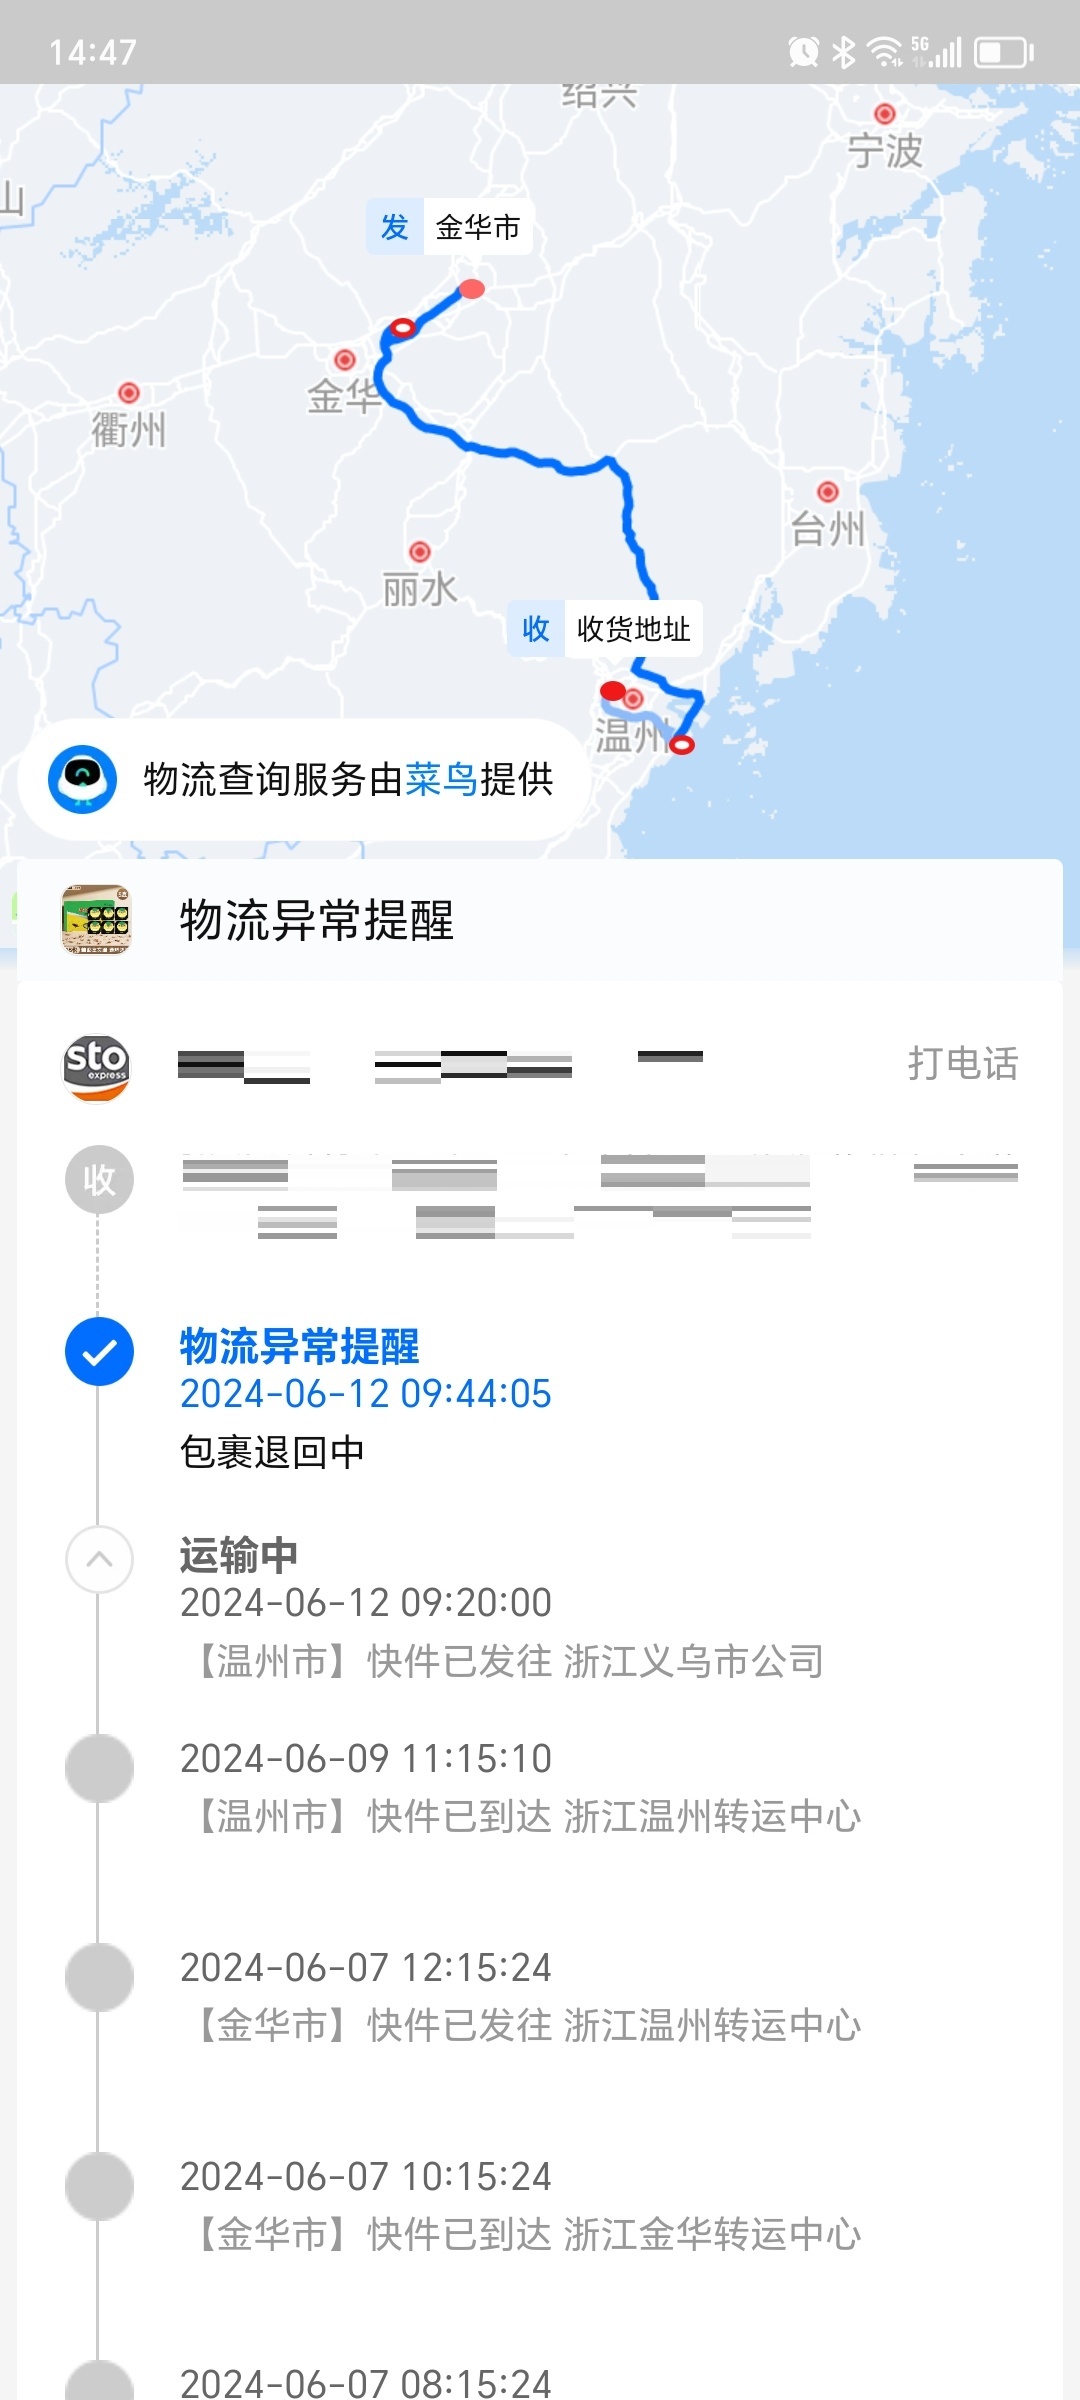 14:47
5G
绍兴
宁波
山
发 金华市
金华
衢州
台州
丽水
收 收货地址
温州
物流查询服务由菜鸟提供
物流异常提醒
sto
express
打电话
收
物流异常提醒
2024-06-12 09:44:05
包裹退回中
运输中
2024-06-12 09:20:00
【温州市】快件已发往 浙江义乌市公司
2024-06-09 11:15:10
【温州市】快件已到达 浙江温州转运中心
2024-06-07 12:15:24
【金华市】快件已发往 浙江温州转运中心
2024-06-07 10:15:24
【金华市】快件已到达 浙江金华转运中心
2024-06-07 08:15:24